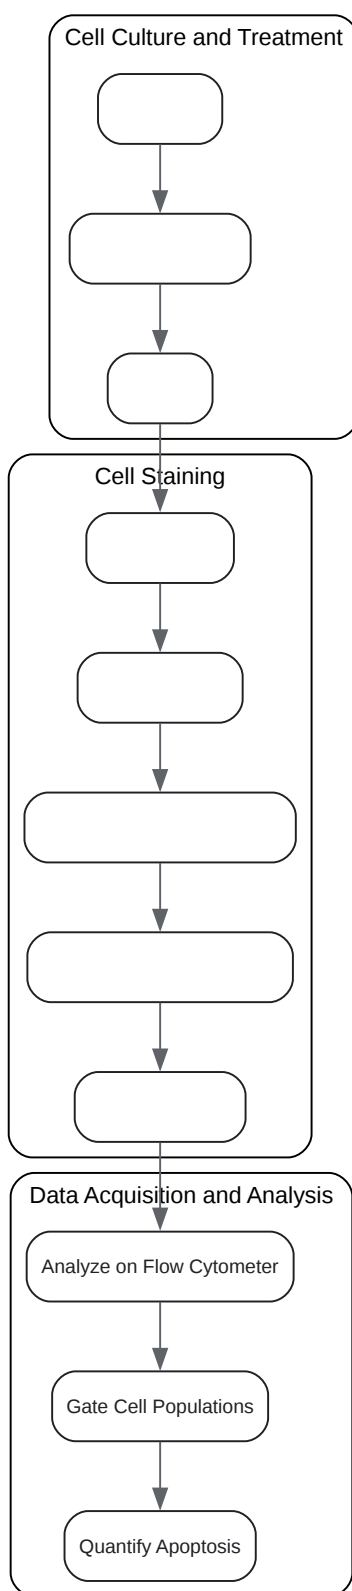 Cell Culture and Treatment
Cell Staining
Data Acquisition and Analysis
Analyze on Flow Cytometer
Gate Cell Populations
Quantify Apoptosis